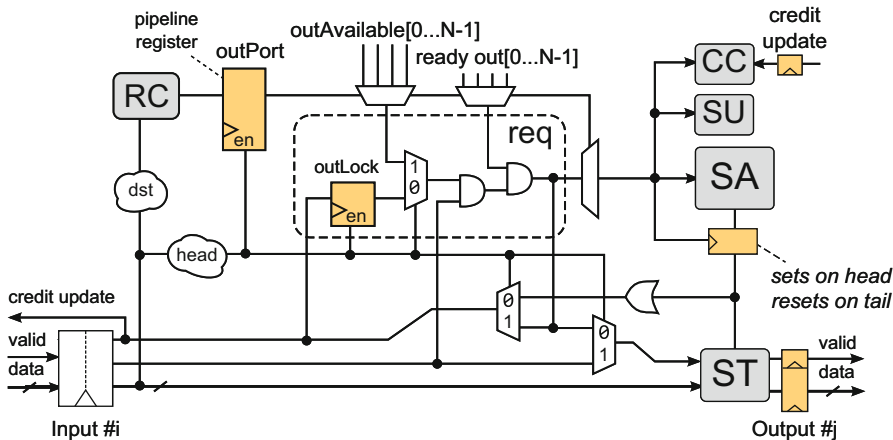 pipeline
register
outPort
outAvailable[0...N-1]
ready out[0...N-1]
credit
update
RC
CC
SU
SA
en
req
outLock
1
0
en
dst
head
sets on head
resets on tail
credit update
valid
data
0
1
0
1
ST
valid
data
Input #i
Output #j